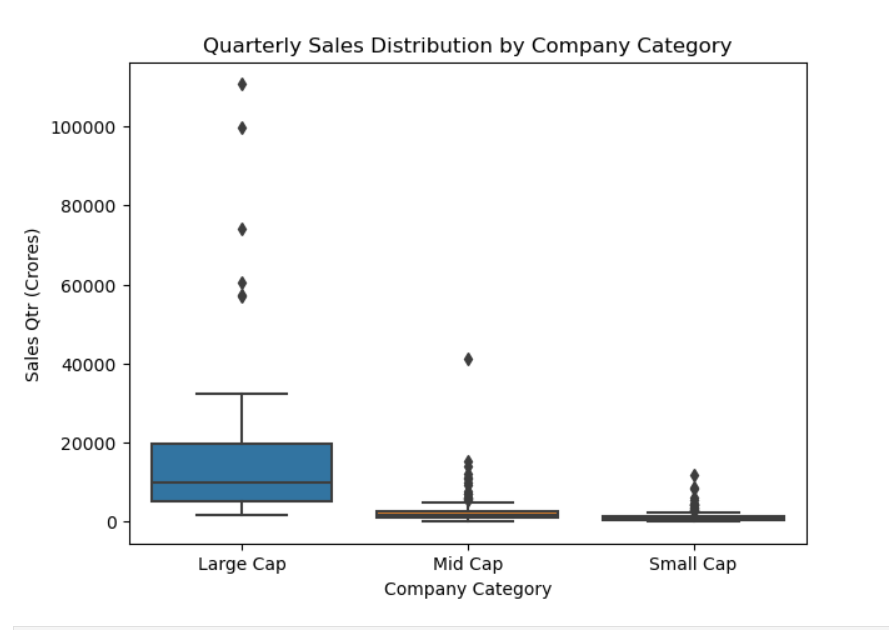 Quarterly Sales Distribution by Company Category
100000
80000
60000
40000
20000
0
Sales Qtr (Crores)
Large Cap
Mid Cap
Small Cap
Company Category